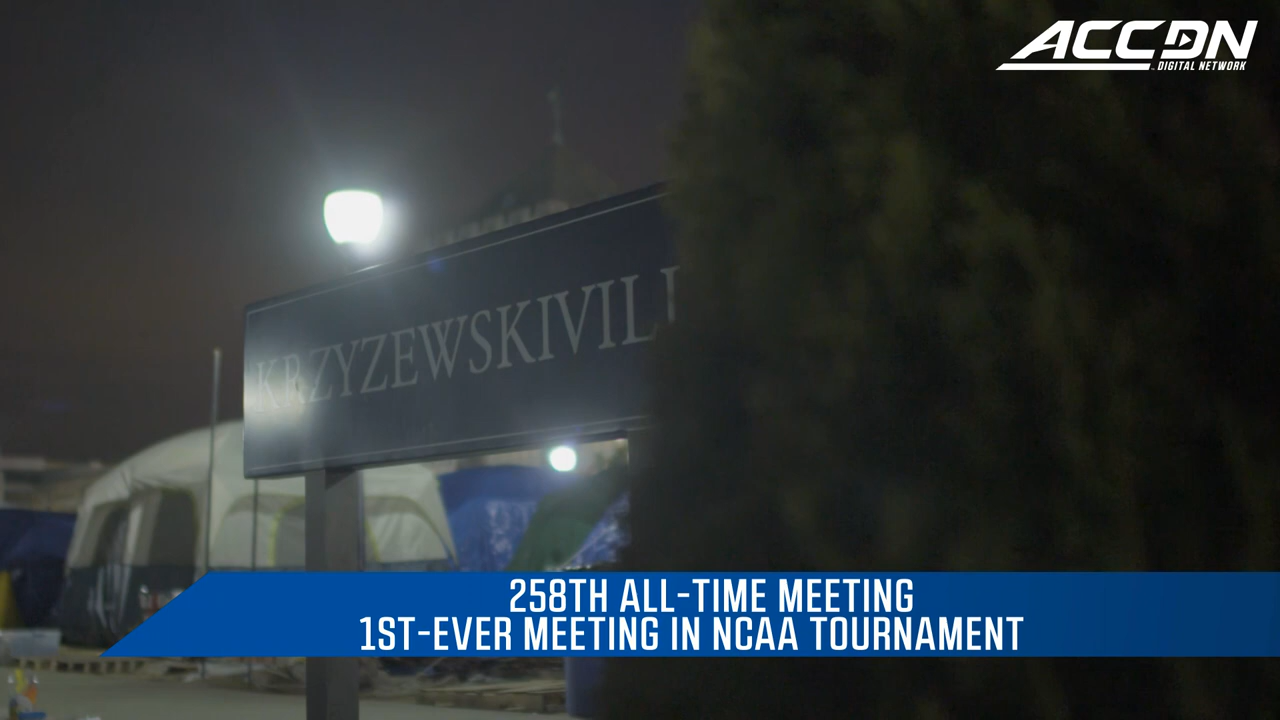 ACCDN
DIGITAL NETWORK
KRZYZEWSKIVILL
258TH ALL-TIME MEETING
1ST-EVER MEETING IN NCAA TOURNAMENT